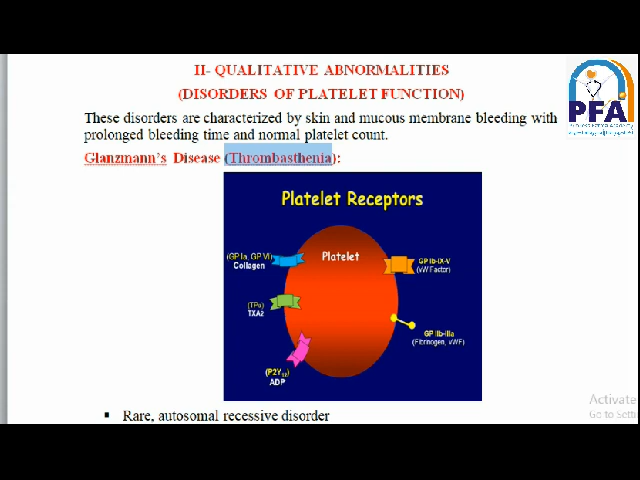 II- QUALITATIVE ABNORMALITIES
(DISORDERS OF PLATELET FUNCTION)
These disorders are characterized by skin and mucous membrane bleeding with
prolonged bleeding time and normal platelet count.
Glanzmann's Disease (Thrombasthenia):
PFA
Platelet Receptors
Platelet
(GP Ia, GP VI)
Collagen
GP Ib-IX-V
(vW Factor)
(TPα)
TXA2
GP IIb-IIIa
(Fibrinogen, vWF)
(P2Y₁₂)
ADP
▪ Rare, autosomal recessive disorder
Activate
Go to Setti